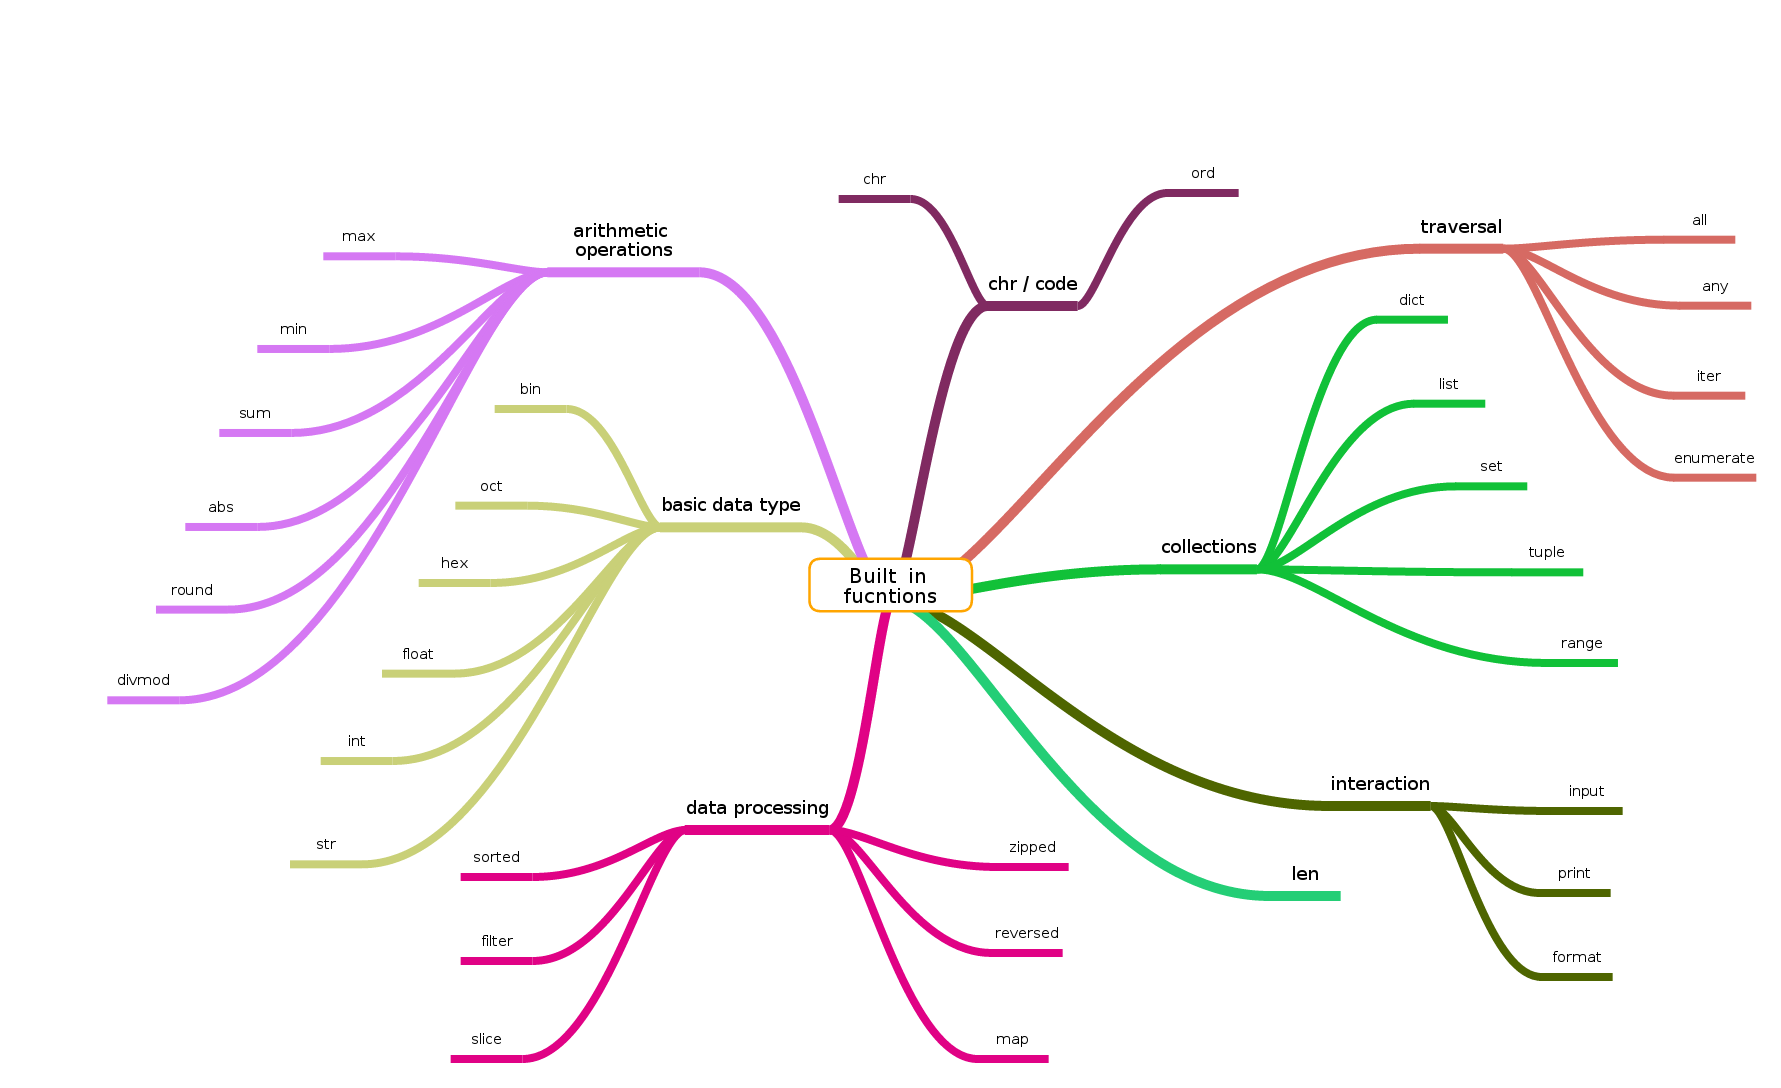 Built in
fucntions
arithmetic
operations
max
min
sum
abs
round
divmod
basic data type
bin
oct
hex
float
int
str
data processing
sorted
filter
slice
zipped
reversed
map
chr / code
chr
ord
traversal
all
any
iter
enumerate
collections
dict
list
set
tuple
range
interaction
input
print
format
len